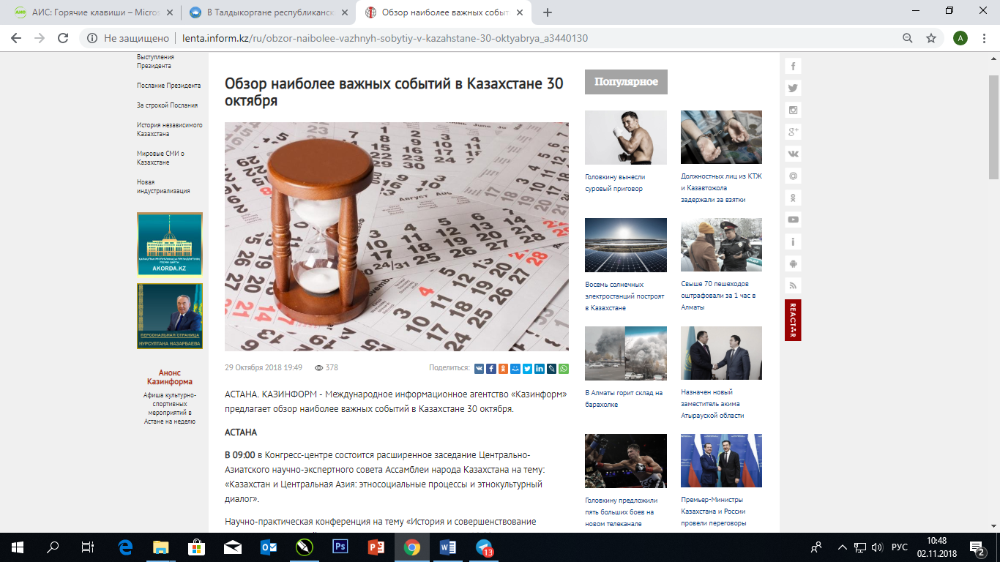 АИС: Горячие клавиши – Micros
В Талдыкоргане республиканск
Обзор наиболее важных событ
Не защищено
lenta.inform.kz/ru/obzor-naibolee-vazhnyh-sobytiy-v-kazahstane-30-oktyabrya_a3440130
A
Выступления
Президента
Послание Президента
За строкой Послания
История независимого
Казахстана
Мировые СМИ о
Казахстане
Новая
индустриализация
AKORDA.KZ
ПЕРСОНАЛЬНАЯ СТРАНИЦА
НУРСУЛТАНА НАЗАРБАЕВА
Анонс
Казинформа
Афиша культурно-
спортивных
мероприятий в
Астане на неделю
Обзор наиболее важных событий в Казахстане 30
октября
29 Октября 2018 19:49
378
Поделиться:
АСТАНА. КАЗИНФОРМ - Международное информационное агентство «Казинформ»
предлагает обзор наиболее важных событий в Казахстане 30 октября.
АСТАНА
В 09:00 в Конгресс-центре состоится расширенное заседание Центрально-
Азиатского научно-экспертного совета Ассамблеи народа Казахстана на тему:
«Казахстан и Центральная Азия: этносоциальные процессы и этнокультурный
диалог».
Научно-практическая конференция на тему «История и совершенствование
Популярное
Головкину вынесли
суровый приговор
Должностных лиц из КТЖ
и Казавтожола
задержали за взятки
Восемь солнечных
электростанций построят
в Казахстане
Свыше 70 пешеходов
оштрафовали за 1 час в
Алматы
В Алматы горит склад на
барахолке
Назначен новый
заместитель акима
Атырауской области
Головкину предложили
пять больших боев на
новом телеканале
Премьер-Министры
Казахстана и России
провели переговоры
REACTOR
13
РУС
10:48
02.11.2018
2